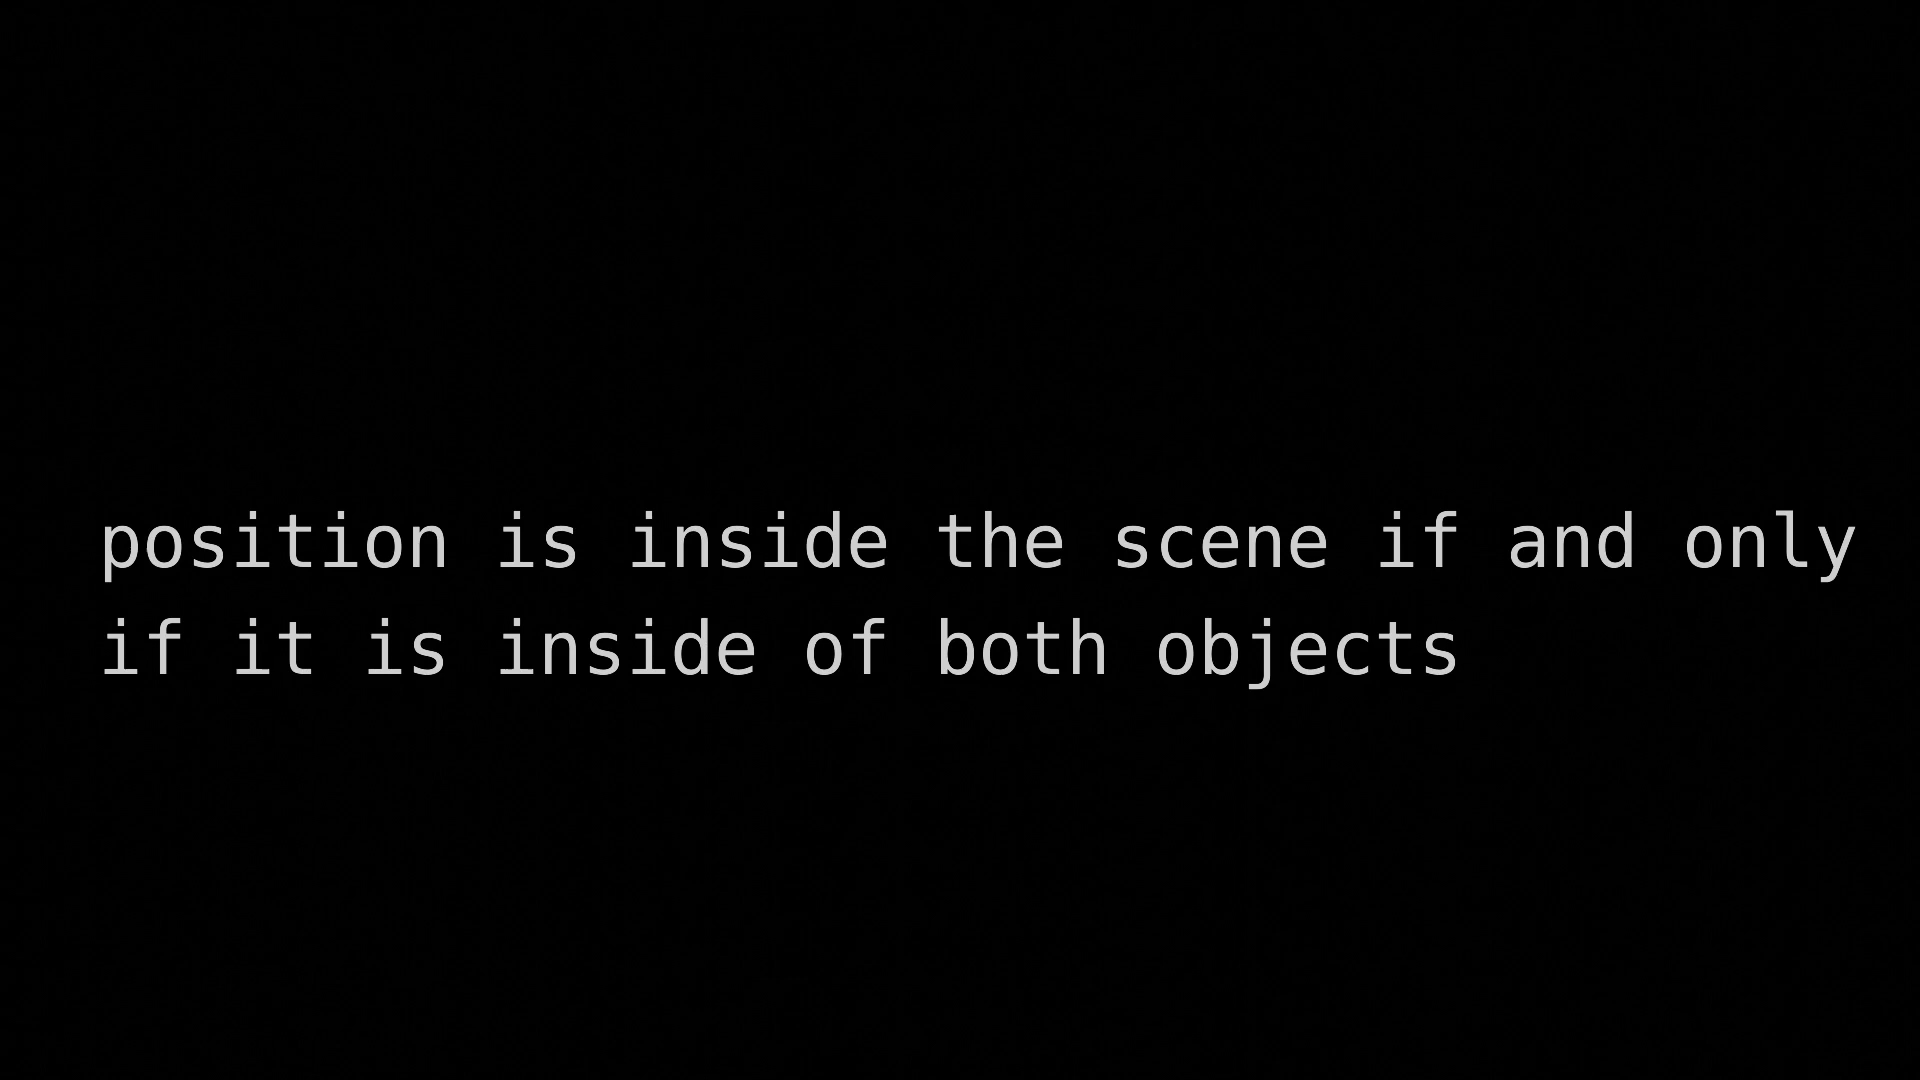 position is inside the scene if and only
if it is inside of both objects